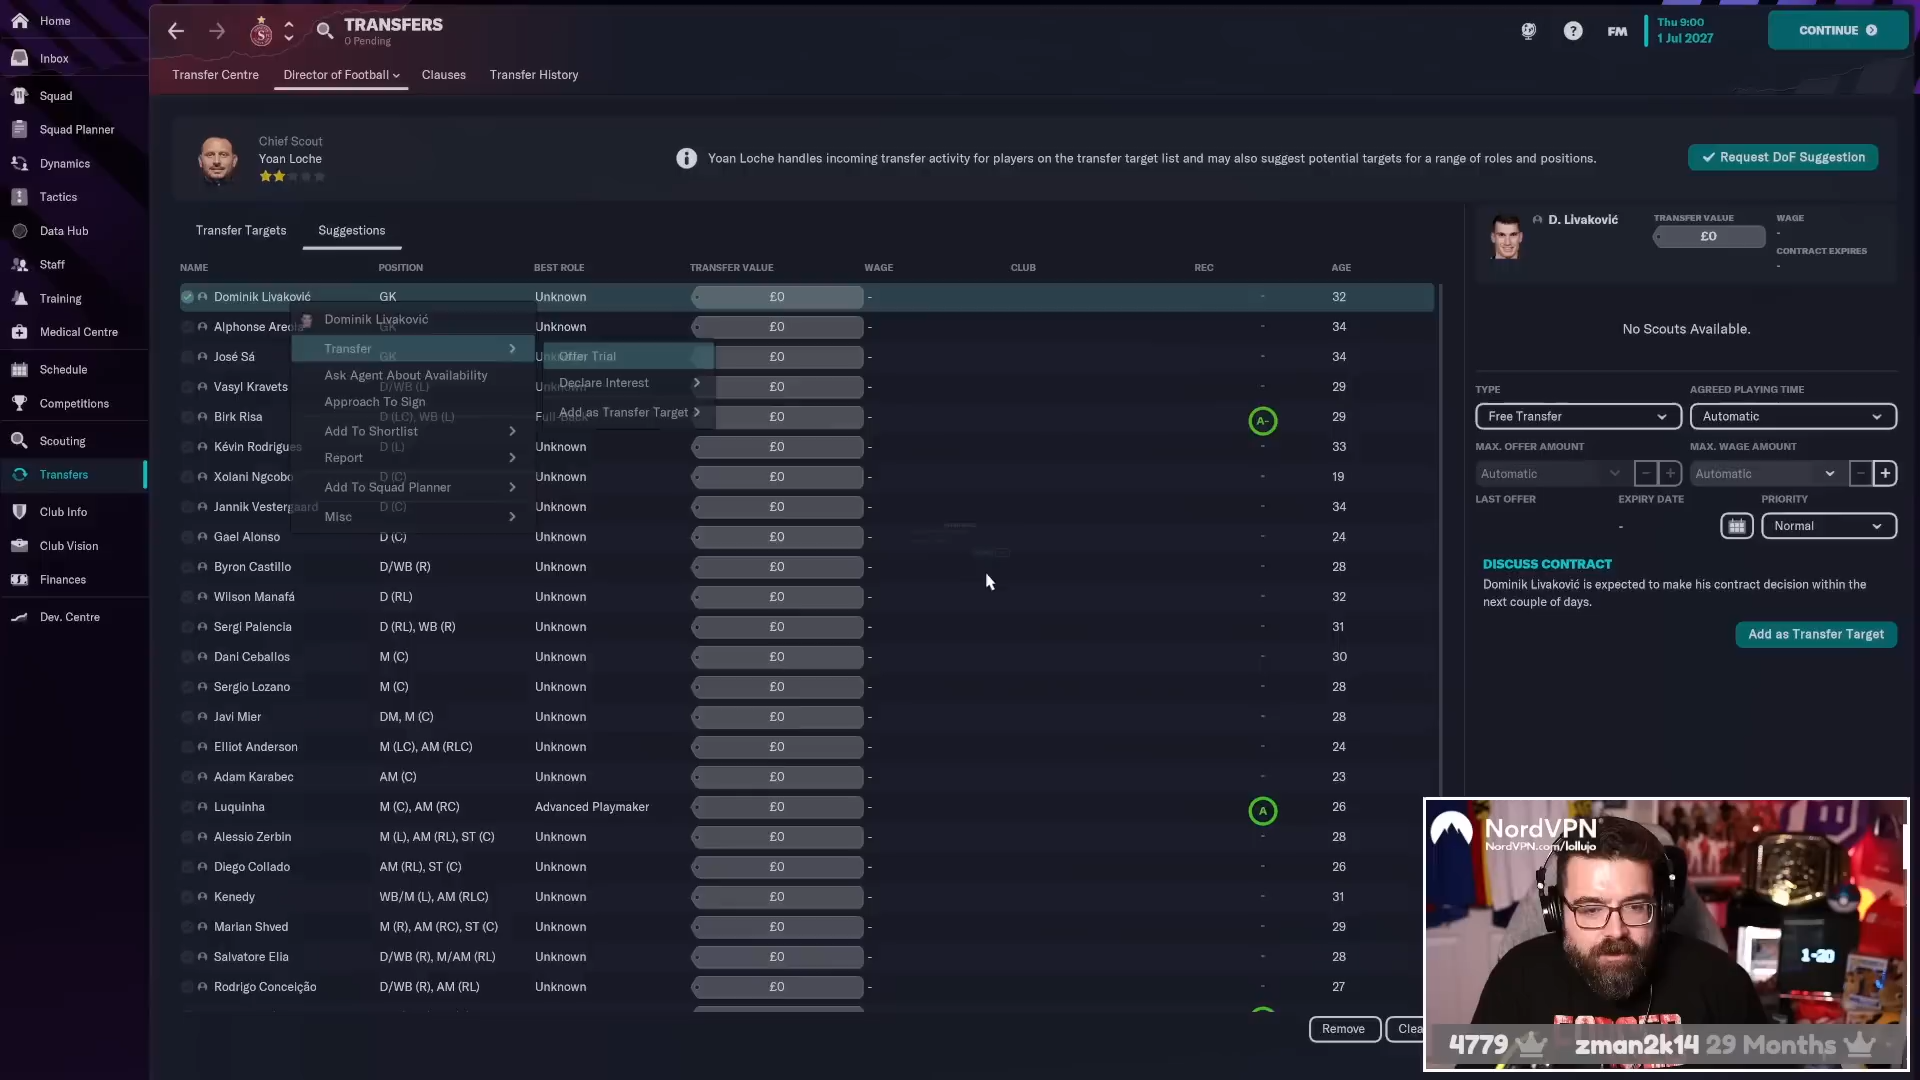 Home
Inbox
Squad
Squad Planner
Dynamics
Tactics
Data Hub
Staff
Training
Medical Centre
Schedule
Competitions
Scouting
Transfers
Club Info
Club Vision
Finances
Dev. Centre
TRANSFERS
0 Pending
FM
Thu 9:00
1 Jul 2027
CONTINUE
Transfer Centre Director of Football Clauses Transfer History
Chief Scout
Yoan Loche
Yoan Loche handles incoming transfer activity for players on the transfer target list and may also suggest potential targets for a range of roles and positions.
Request DoF Suggestion
Transfer Targets Suggestions
NAME POSITION BEST ROLE TRANSFER VALUE WAGE CLUB REC AGE
Dominik Livaković GK Unknown £0 - - 32
Alphonse Areola GK Unknown £0 - - 34
José Sá GK £0 - - 34
Vasyl Kravets D/WB (L) £0 - - 29
Birk Risa D (LC), WB (L) £0 - A- 29
Kévin Rodrigues D (L) Unknown £0 - - 33
Xolani Ngcobo D (C) Unknown £0 - - 19
Jannik Vestergaard D (C) Unknown £0 - - 34
Gael Alonso D (C) Unknown £0 - - 24
Byron Castillo D/WB (R) Unknown £0 - - 28
Wilson Manafá D (RL) Unknown £0 - - 32
Sergi Palencia D (RL), WB (R) Unknown £0 - - 31
Dani Ceballos M (C) Unknown £0 - - 30
Sergio Lozano M (C) Unknown £0 - - 28
Javi Mier DM, M (C) Unknown £0 - - 28
Elliot Anderson M (LC), AM (RLC) Unknown £0 - - 24
Adam Karabec AM (C) Unknown £0 - - 23
Luquinha M (C), AM (RC) Advanced Playmaker £0 - A 26
Alessio Zerbin M (L), AM (RL), ST (C) Unknown £0 - - 28
Diego Collado AM (RL), ST (C) Unknown £0 - - 26
Kenedy WB/M (L), AM (RLC) Unknown £0 - - 31
Marian Shved M (R), AM (RC), ST (C) Unknown £0 - - 29
Salvatore Elia D/WB (R), M/AM (RL) Unknown £0 - - 28
Rodrigo Conceição D/WB (R), AM (RL) Unknown £0 - - 27
Dominik Livaković
Transfer
Ask Agent About Availability
Approach To Sign
Add To Shortlist
Report
Add To Squad Planner
Misc
Offer Trial
Declare Interest
Add as Transfer Target
Remove Clea
D. Livaković
TRANSFER VALUE WAGE
£0 -
CONTRACT EXPIRES
-
No Scouts Available.
TYPE AGREED PLAYING TIME
Free Transfer Automatic
MAX. OFFER AMOUNT MAX. WAGE AMOUNT
Automatic - + Automatic - +
LAST OFFER EXPIRY DATE PRIORITY
- Normal
DISCUSS CONTRACT
Dominik Livaković is expected to make his contract decision within the
next couple of days.
Add as Transfer Target
NordVPN
NordVPN.com/lollujo
1-20
4779 zman2k14 29 Months